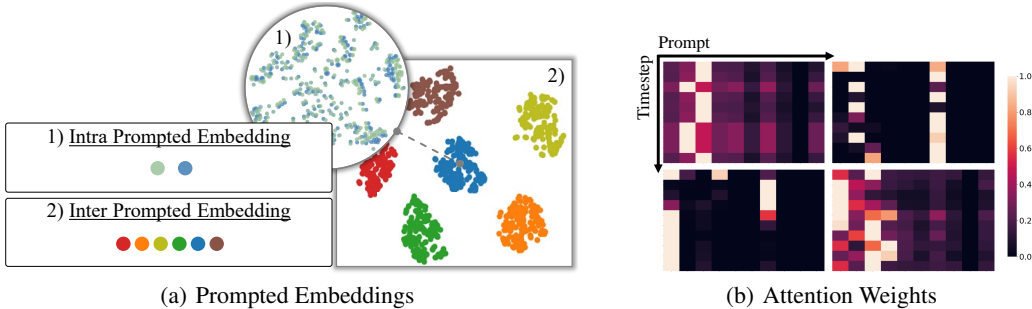 1)
2)
1) Intra Prompted Embedding
2) Inter Prompted Embedding
(a) Prompted Embeddings
Prompt
Timestep
1.0
0.8
0.6
0.4
0.2
0.0
(b) Attention Weights